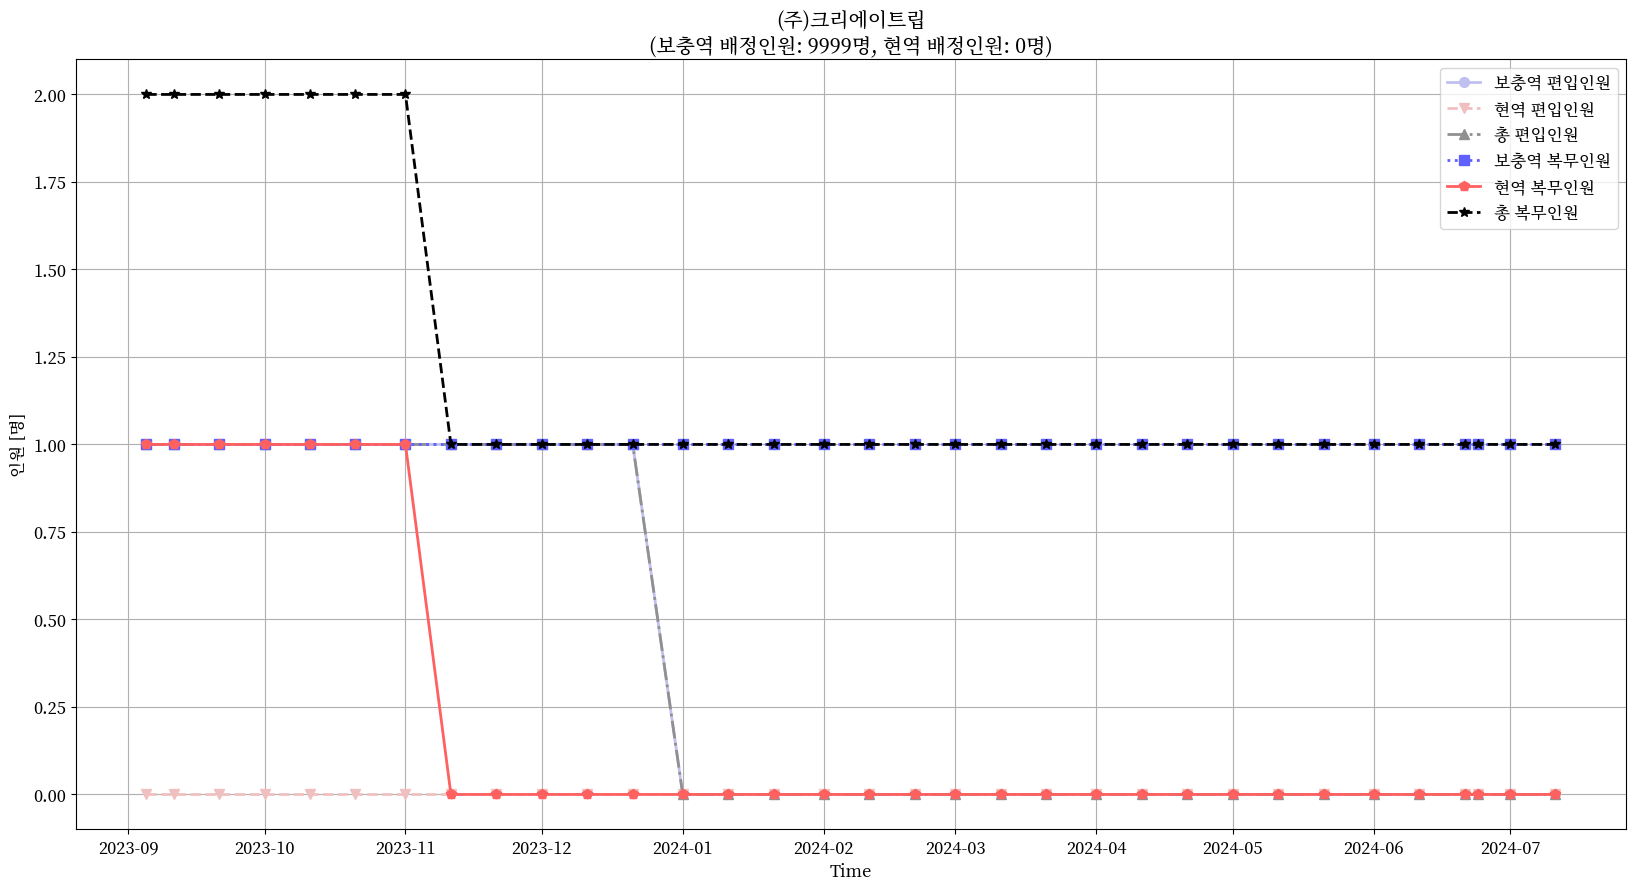 (주)크리에이트립
(보충역 배정인원: 9999명, 현역 배정인원: 0명)
보충역 편입인원
현역 편입인원
총 편입인원
보충역 복무인원
현역 복무인원
총 복무인원
인원 [명]
2.00
1.75
1.50
1.25
1.00
0.75
0.50
0.25
0.00
2023-09 2023-10 2023-11 2023-12 2024-01 2024-02 2024-03 2024-04 2024-05 2024-06 2024-07
Time